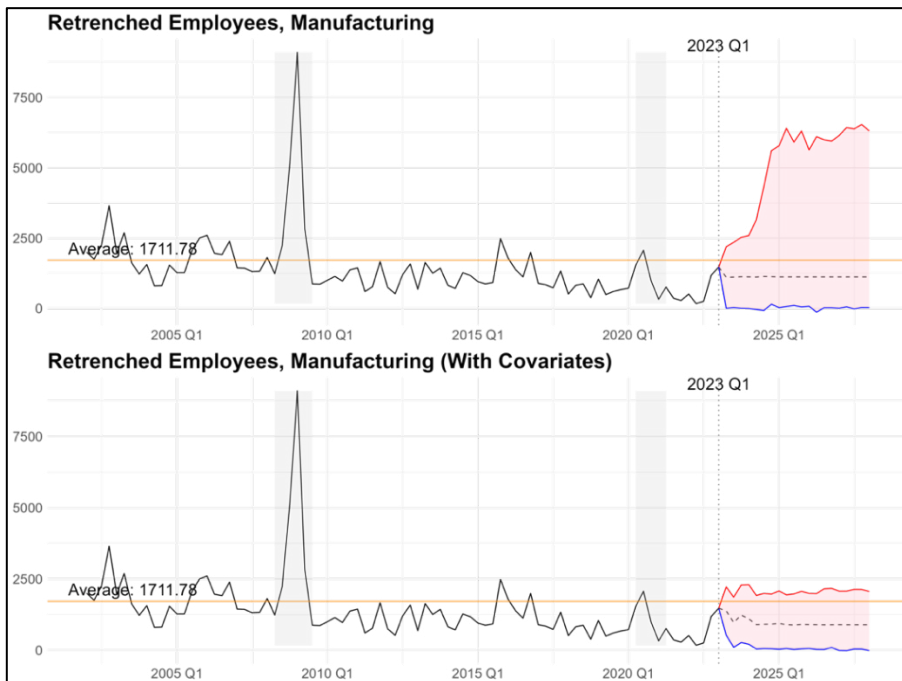 Retrenched Employees, Manufacturing
2023 Q1
7500
5000
2500
Average: 1711.78
0
2005 Q1 2010 Q1 2015 Q1 2020 Q1 2025 Q1
Retrenched Employees, Manufacturing (With Covariates)
2023 Q1
7500
5000
2500
Average: 1711.78
0
2005 Q1 2010 Q1 2015 Q1 2020 Q1 2025 Q1